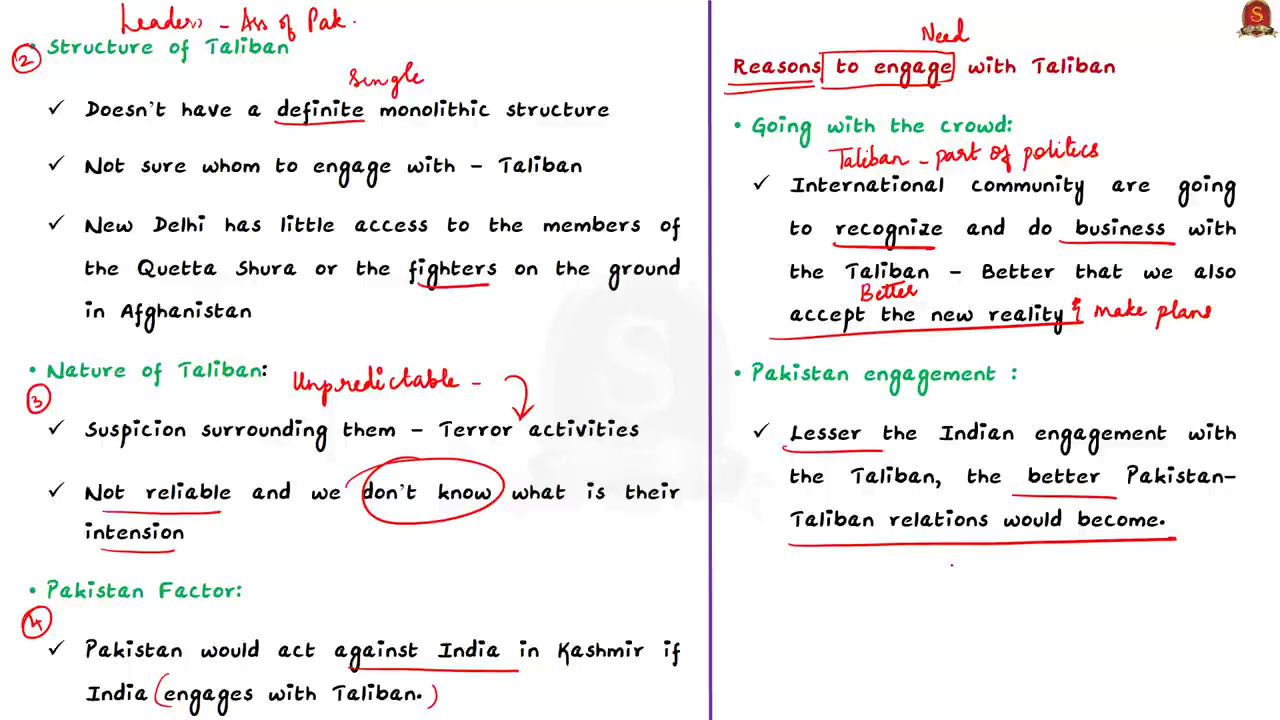 Leaders - Ass of Pak.
② • Structure of Taliban
Single
✓ Doesn't have a definite monolithic structure
✓ Not sure whom to engage with – Taliban
✓ New Delhi has little access to the members of
the Quetta Shura or the fighters on the ground
in Afghanistan
• Nature of Taliban:
③ Unpredictable -
✓ Suspicion surrounding them – Terror activities
✓ Not reliable and we don't know what is their
intension
• Pakistan Factor:
④
✓ Pakistan would act against India in Kashmir if
India (engages with Taliban.)
Need
Reasons to engage with Taliban
• Going with the crowd:
Taliban - part of politics
✓ International community are going
to recognize and do business with
the Taliban – Better that we also
Better
accept the new reality & make plans
• Pakistan engagement :
✓ Lesser the Indian engagement with
the Taliban, the better Pakistan-
Taliban relations would become.
S